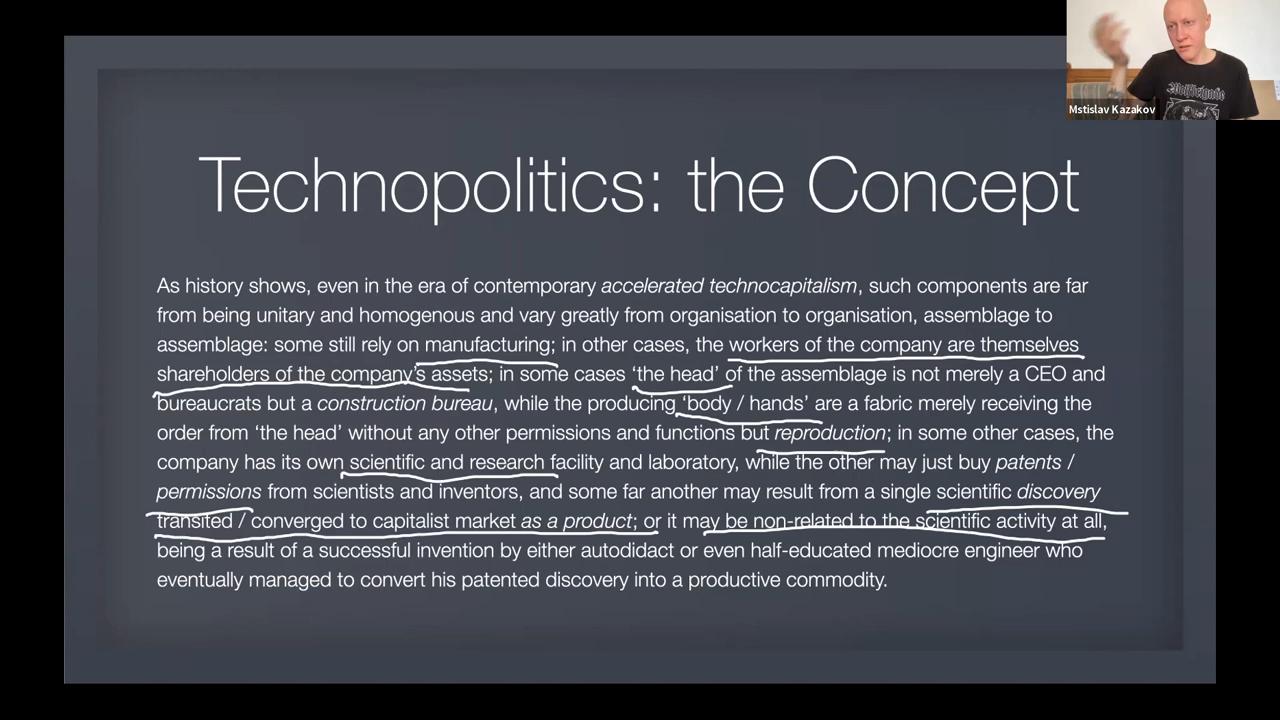 Wolfbrigade
Mstislav Kazakov
Technopolitics: the Concept
As history shows, even in the era of contemporary accelerated technocapitalism, such components are far
from being unitary and homogenous and vary greatly from organisation to organisation, assemblage to
assemblage: some still rely on manufacturing; in other cases, the workers of the company are themselves
shareholders of the company’s assets; in some cases ‘the head’ of the assemblage is not merely a CEO and
bureaucrats but a construction bureau, while the producing ‘body / hands’ are a fabric merely receiving the
order from ‘the head’ without any other permissions and functions but reproduction; in some other cases, the
company has its own scientific and research facility and laboratory, while the other may just buy patents /
permissions from scientists and inventors, and some far another may result from a single scientific discovery
transited / converged to capitalist market as a product; or it may be non-related to the scientific activity at all,
being a result of a successful invention by either autodidact or even half-educated mediocre engineer who
eventually managed to convert his patented discovery into a productive commodity.